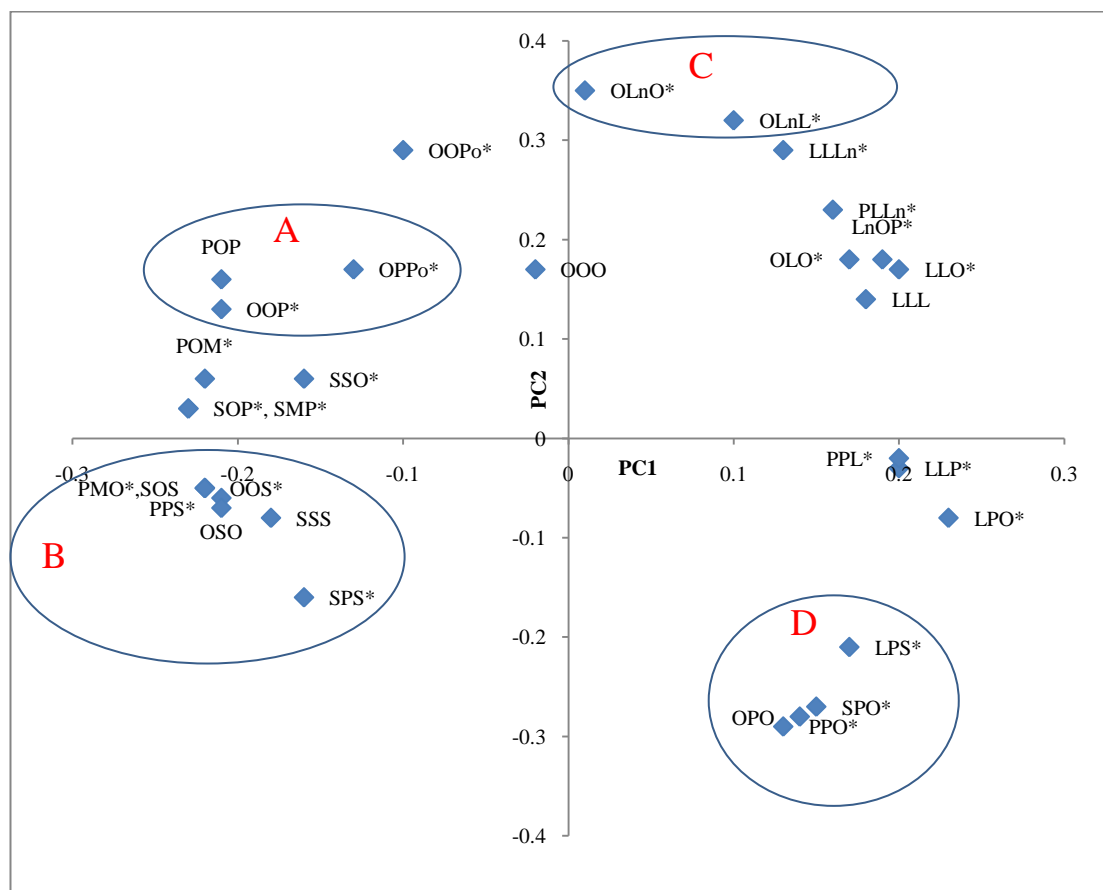 0.4
C
OLnO*
OLnL*
0.3
OOPo*
LLLn*
A
PLLn*
LnOP*
POP
0.2
OPPo*
OOO
OLO*
LLO*
OOP*
LLL
0.1
POM*
SSO*
PC2
SOP*, SMP*
0
-0.3
-0.2
-0.1
0
PC1
0.1
0.2
0.3
PPL*
LLP*
PMO*,SOS
OOS*
PPS*
SSS
LPO*
OSO
-0.1
B
SPS*
D
-0.2
LPS*
OPO
SPO*
PPO*
-0.3
-0.4